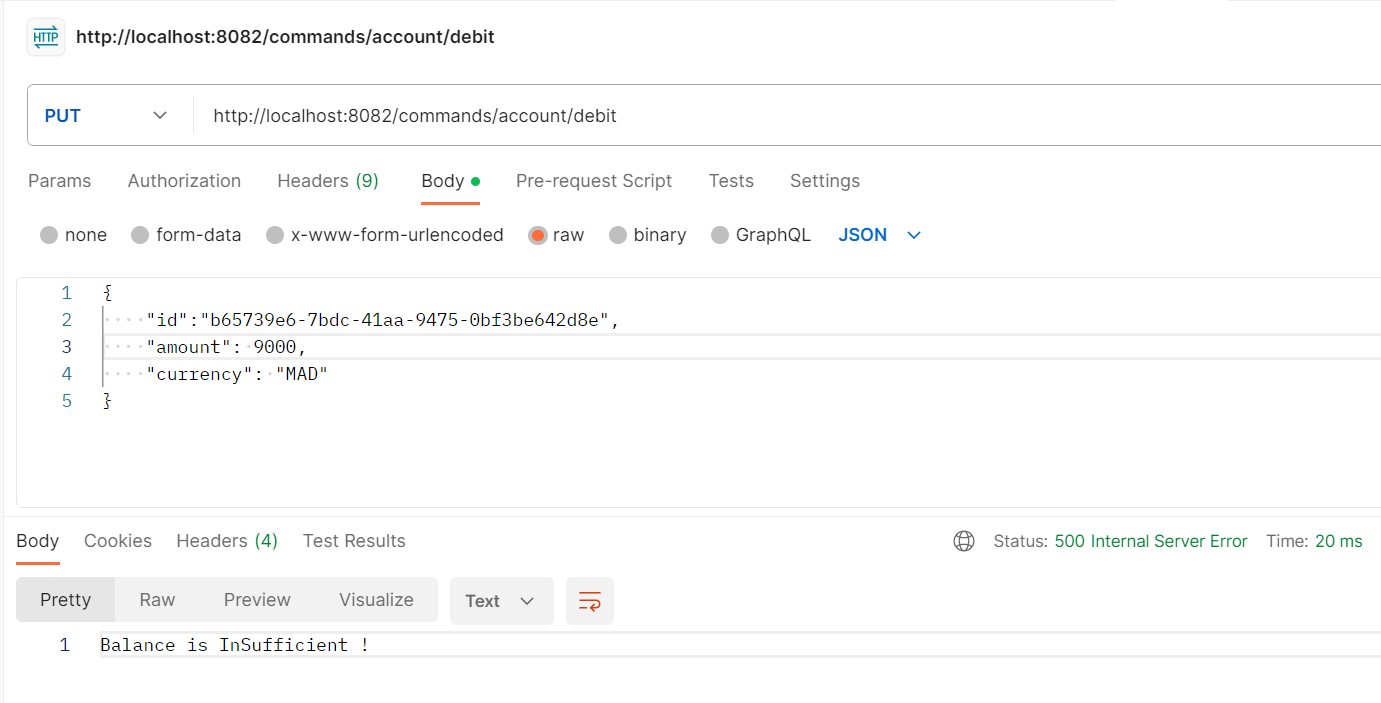 HTTP http://localhost:8082/commands/account/debit
PUT http://localhost:8082/commands/account/debit
Params Authorization Headers (9) Body Pre-request Script Tests Settings
none form-data x-www-form-urlencoded raw binary GraphQL JSON
1 {
2 "id":"b65739e6-7bdc-41aa-9475-0bf3be642d8e",
3 "amount": 9000,
4 "currency": "MAD"
5 }
Body Cookies Headers (4) Test Results Status: 500 Internal Server Error Time: 20 ms
Pretty Raw Preview Visualize Text
1 Balance is InSufficient !